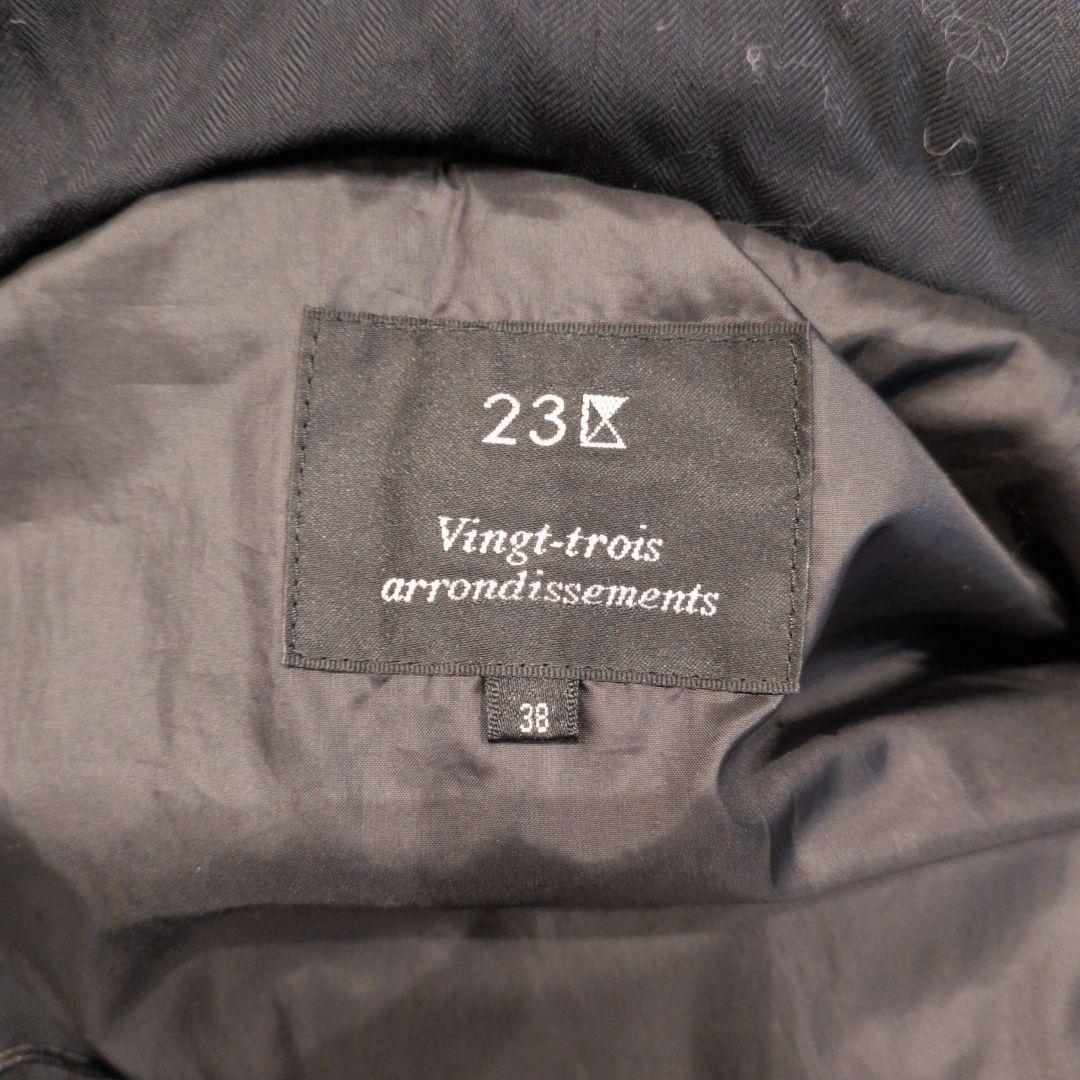 23区
Vingt-trois
arrondissements
38